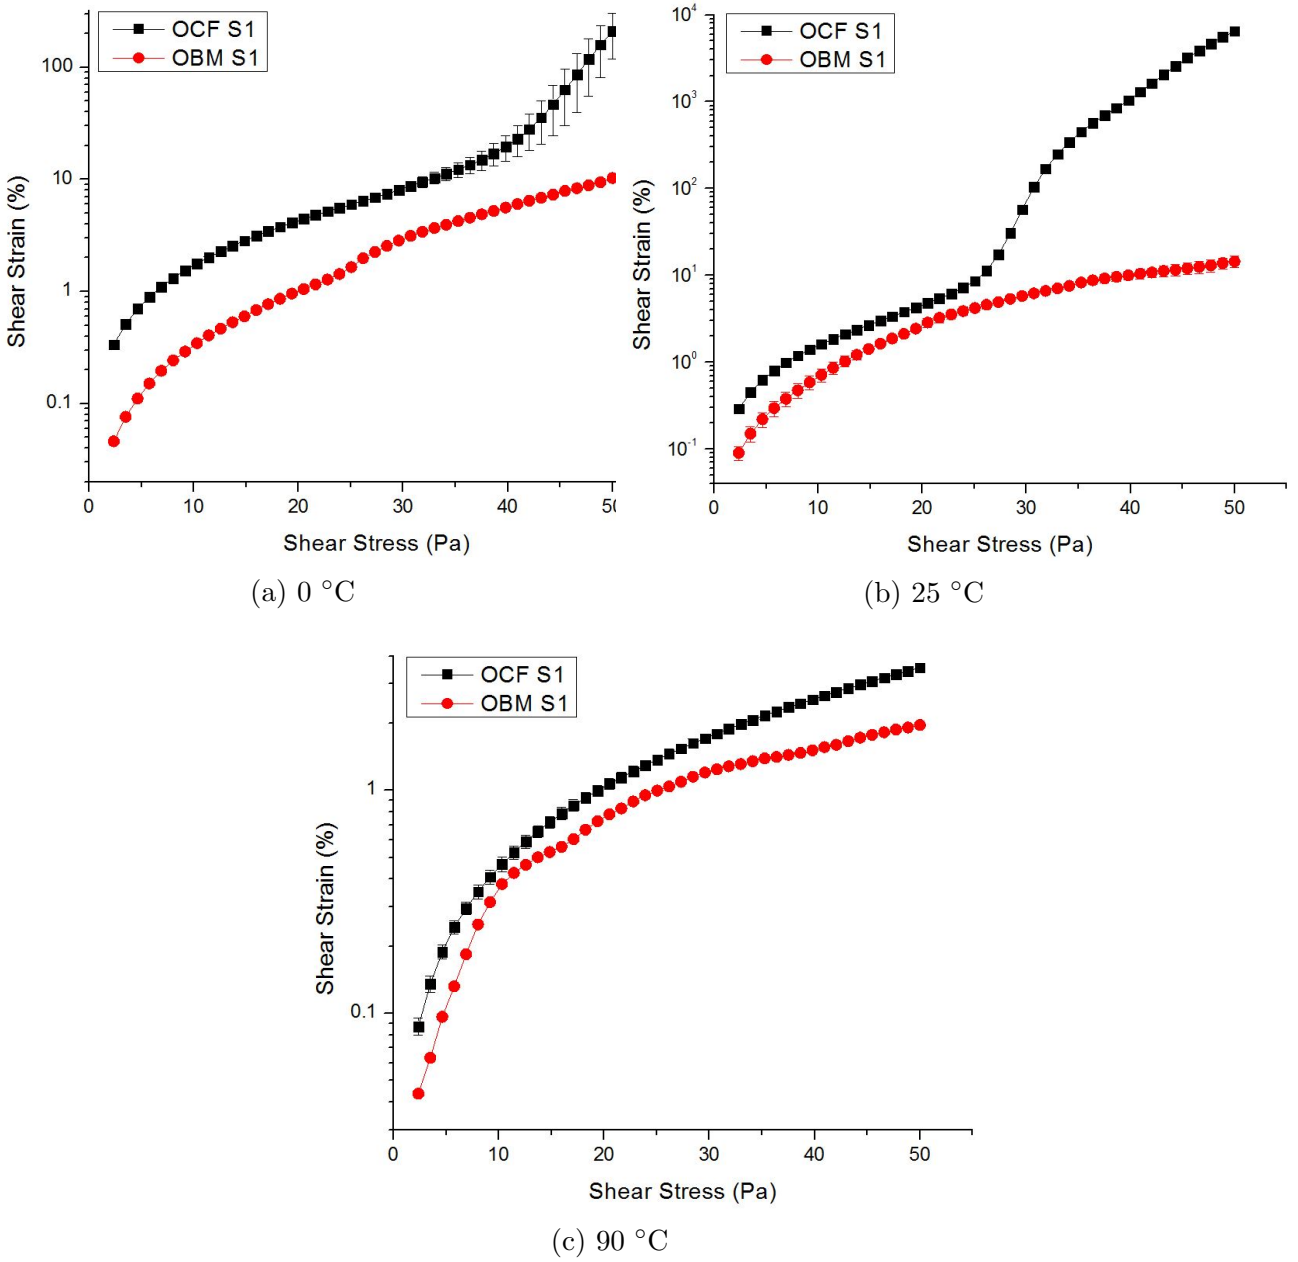 OCF S1
OBM S1
100
10
1
0.1
Shear Strain (%)
0
10
20
30
40
50
Shear Stress (Pa)
(a) 0 °C
OCF S1
OBM S1
10⁴
10³
10²
10¹
10⁰
10⁻¹
Shear Strain (%)
0
10
20
30
40
50
Shear Stress (Pa)
(b) 25 °C
OCF S1
OBM S1
1
0.1
Shear Strain (%)
0
10
20
30
40
50
Shear Stress (Pa)
(c) 90 °C